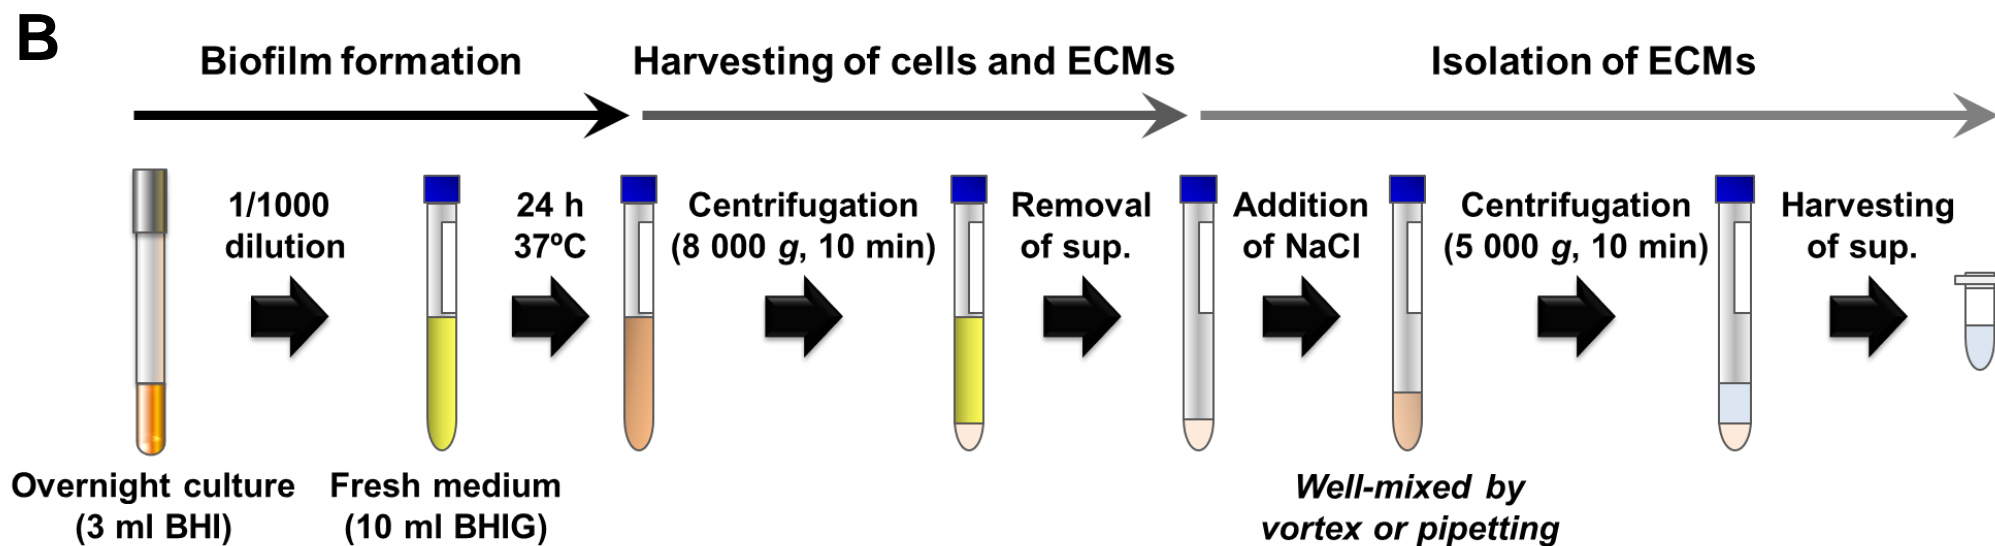 B
Biofilm formation
Harvesting of cells and ECMs
Isolation of ECMs
1/1000
dilution
24 h
37ºC
Centrifugation
(8 000 g, 10 min)
Removal
of sup.
Addition
of NaCl
Centrifugation
(5 000 g, 10 min)
Harvesting
of sup.
Overnight culture
(3 ml BHI)
Fresh medium
(10 ml BHIG)
Well-mixed by
vortex or pipetting